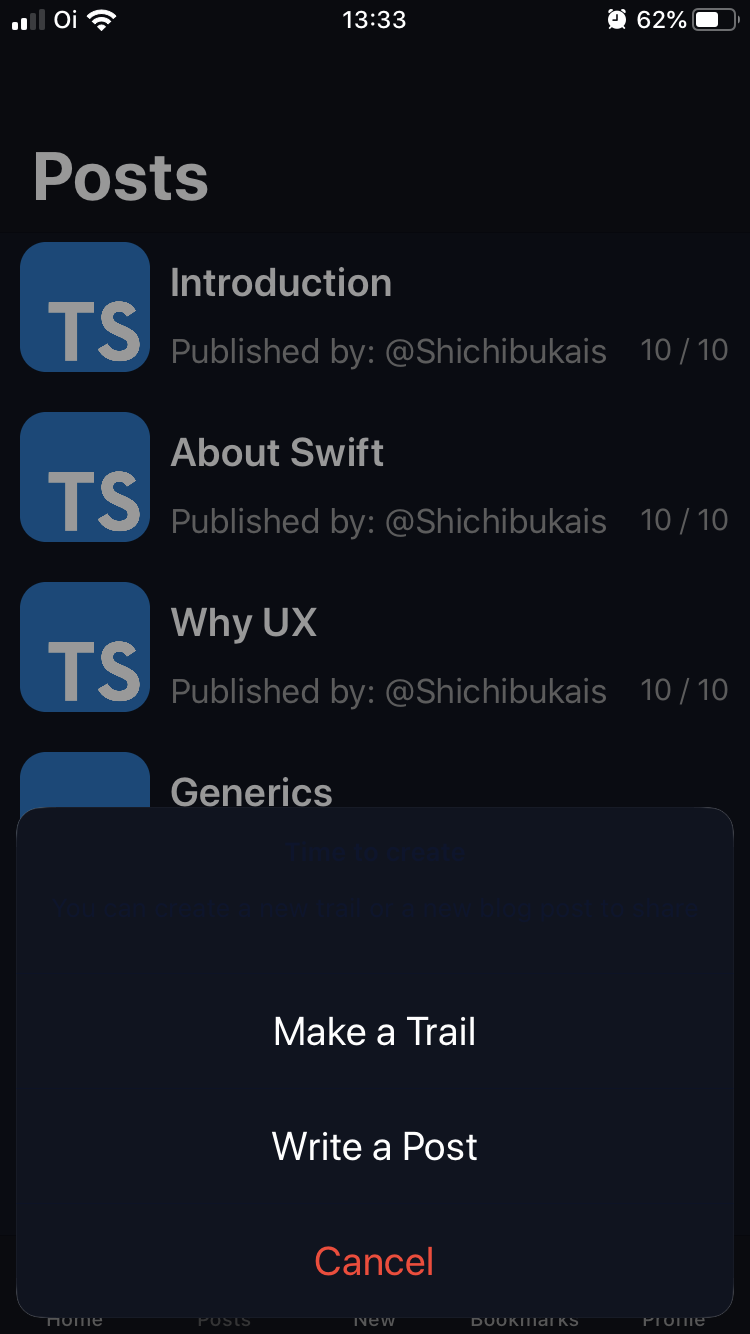 Oi 13:33 62%
Posts
TS
Introduction
Published by: @Shichibukais 10 / 10
TS
About Swift
Published by: @Shichibukais 10 / 10
TS
Why UX
Published by: @Shichibukais 10 / 10
Generics
Time to create
Make a Trail
Write a Post
Cancel
Home Posts New Bookmarks Profile